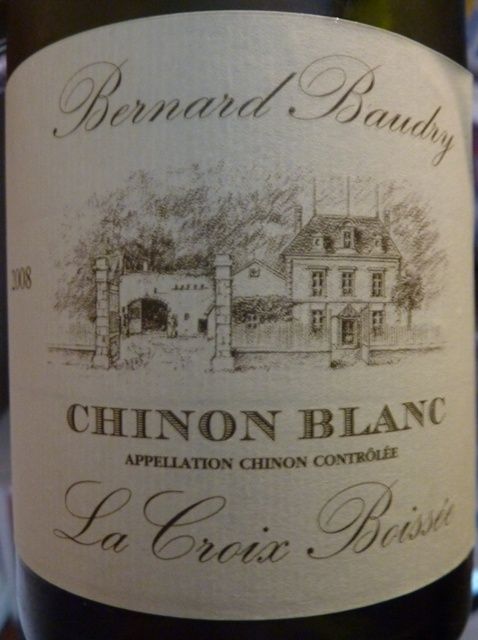 Bernard Baudry
2008
CHINON BLANC
APPELLATION CHINON CONTRÔLÉE
La Croix Boissée